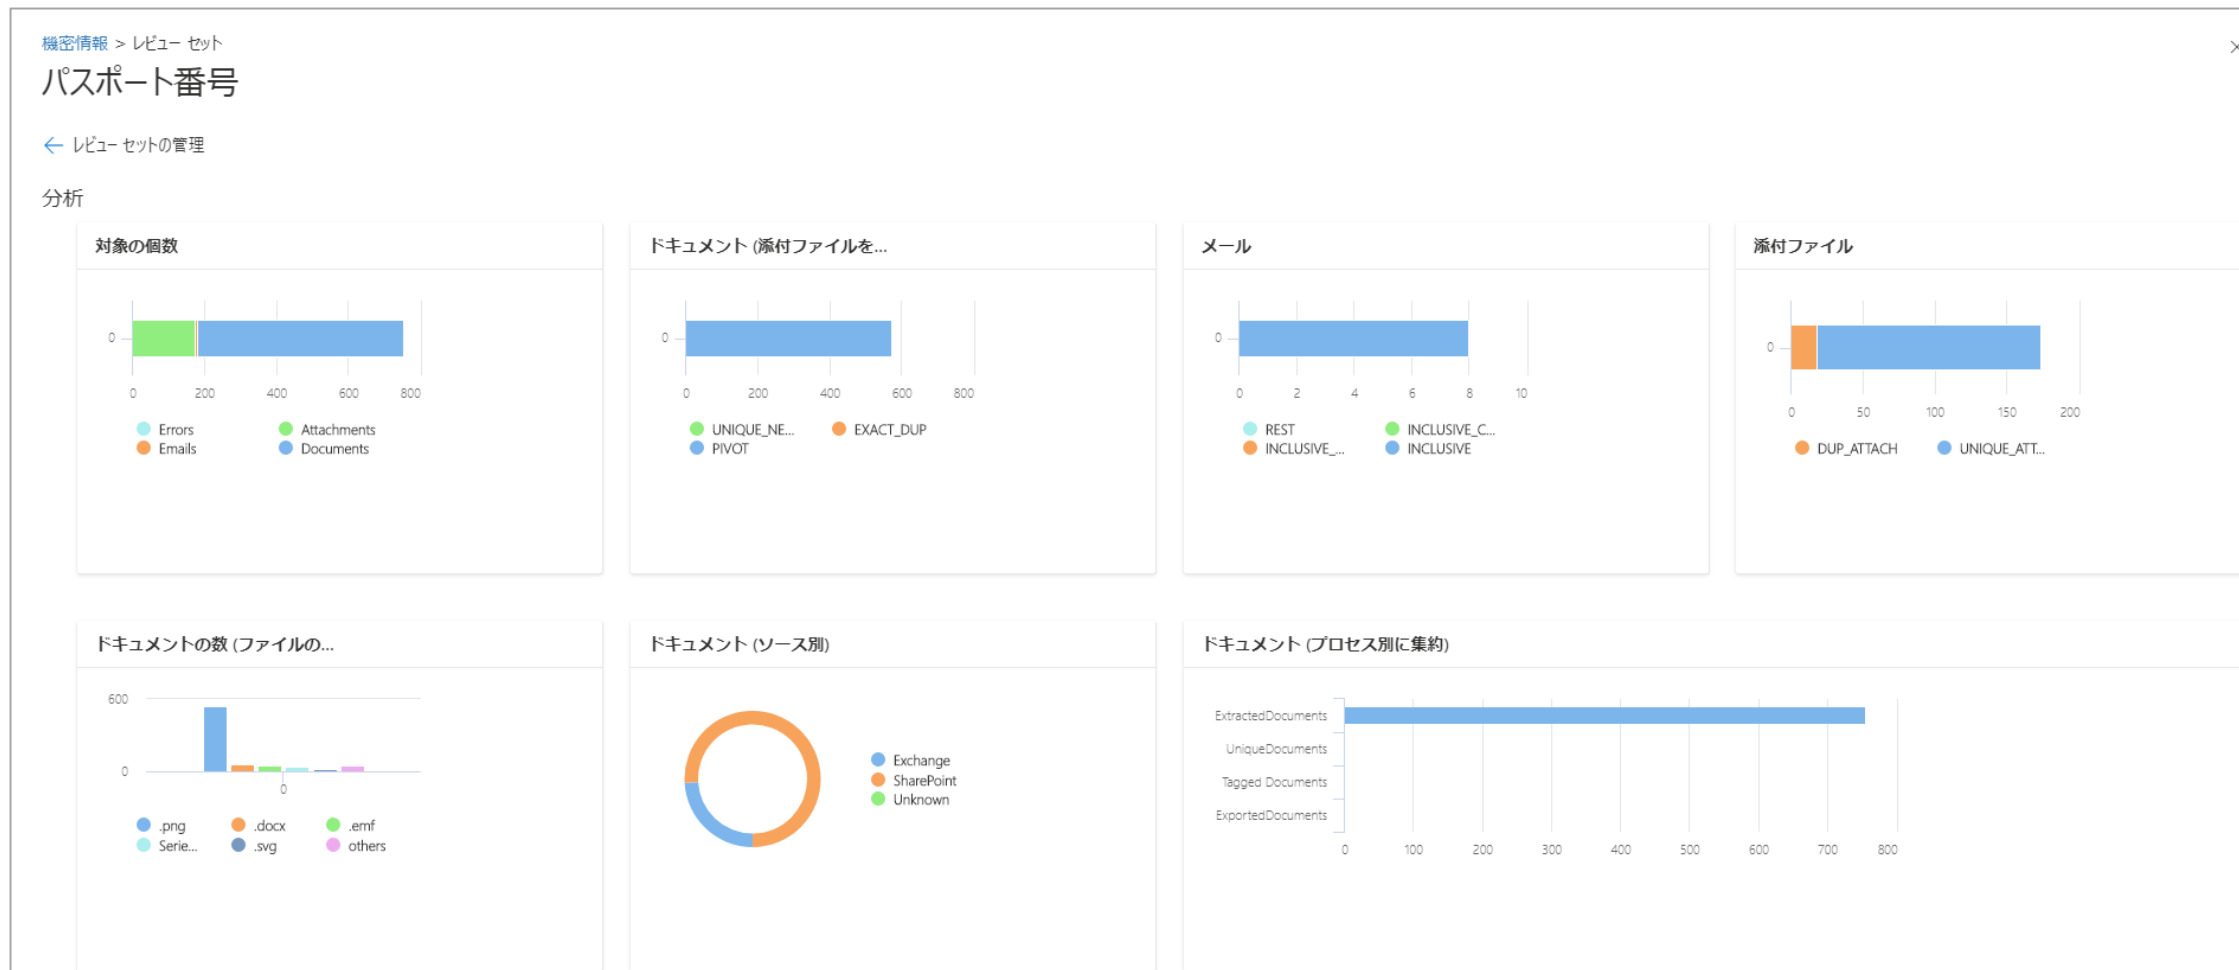 機密情報 > レビュー セット
パスポート番号
← レビュー セットの管理
分析
対象の個数
0
0 200 400 600 800
Errors Attachments
Emails Documents
ドキュメント (添付ファイルを...
0
0 200 400 600 800
UNIQUE_NE... EXACT_DUP
PIVOT
メール
0
0 2 4 6 8 10
REST INCLUSIVE_C...
INCLUSIVE_... INCLUSIVE
添付ファイル
0
0 50 100 150 200
DUP_ATTACH UNIQUE_ATT...
ドキュメントの数 (ファイルの...
600
0
0
.png .docx .emf
Serie... .svg others
ドキュメント (ソース別)
Exchange
SharePoint
Unknown
ドキュメント (プロセス別に集約)
ExtractedDocuments
UniqueDocuments
Tagged Documents
ExportedDocuments
0 100 200 300 400 500 600 700 800